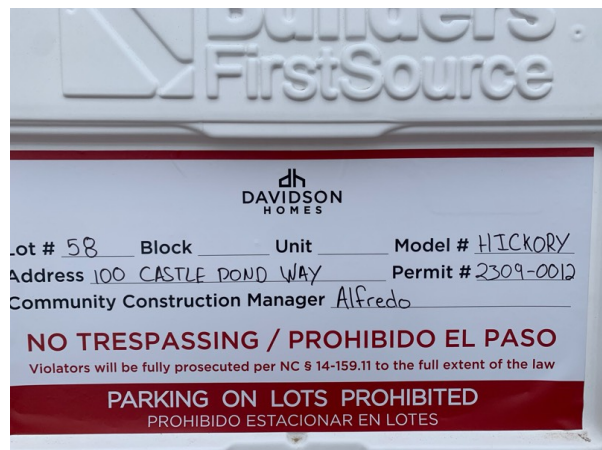 Builders
FirstSource
dh
DAVIDSON
HOMES
Lot # 58 Block Unit Model # HICKORY
Address 100 CASTLE POND WAY Permit # 2309-0012
Community Construction Manager Alfredo
NO TRESPASSING / PROHIBIDO EL PASO
Violators will be fully prosecuted per NC § 14-159.11 to the full extent of the law
PARKING ON LOTS PROHIBITED
PROHIBIDO ESTACIONAR EN LOTES